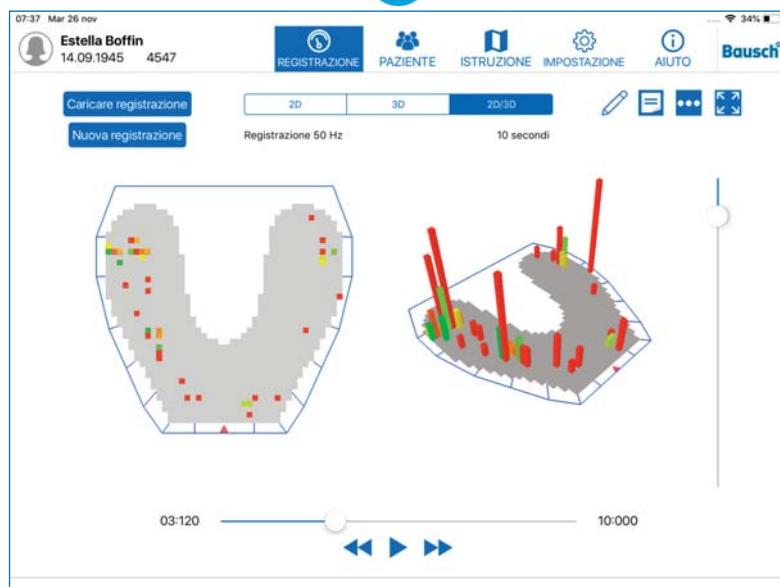 07:37 Mar 26 nov
34%
Estella Boffin
14.09.1945 4547
REGISTRAZIONE
PAZIENTE
ISTRUZIONE
IMPOSTAZIONE
AIUTO
Bausch
Caricare registrazione
2D
3D
2D/3D
Nuova registrazione
Registrazione 50 Hz
10 secondi
03:120
10:000